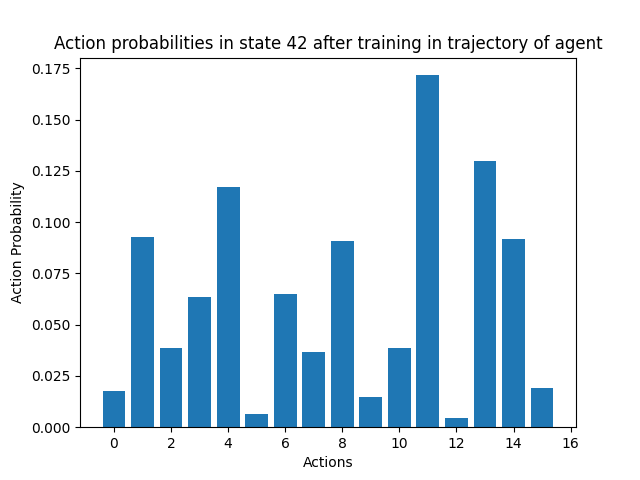 Action probabilities in state 42 after training in trajectory of agent
0.175
0.150
0.125
0.100
0.075
0.050
0.025
0.000
Action Probability
0 2 4 6 8 10 12 14 16
Actions